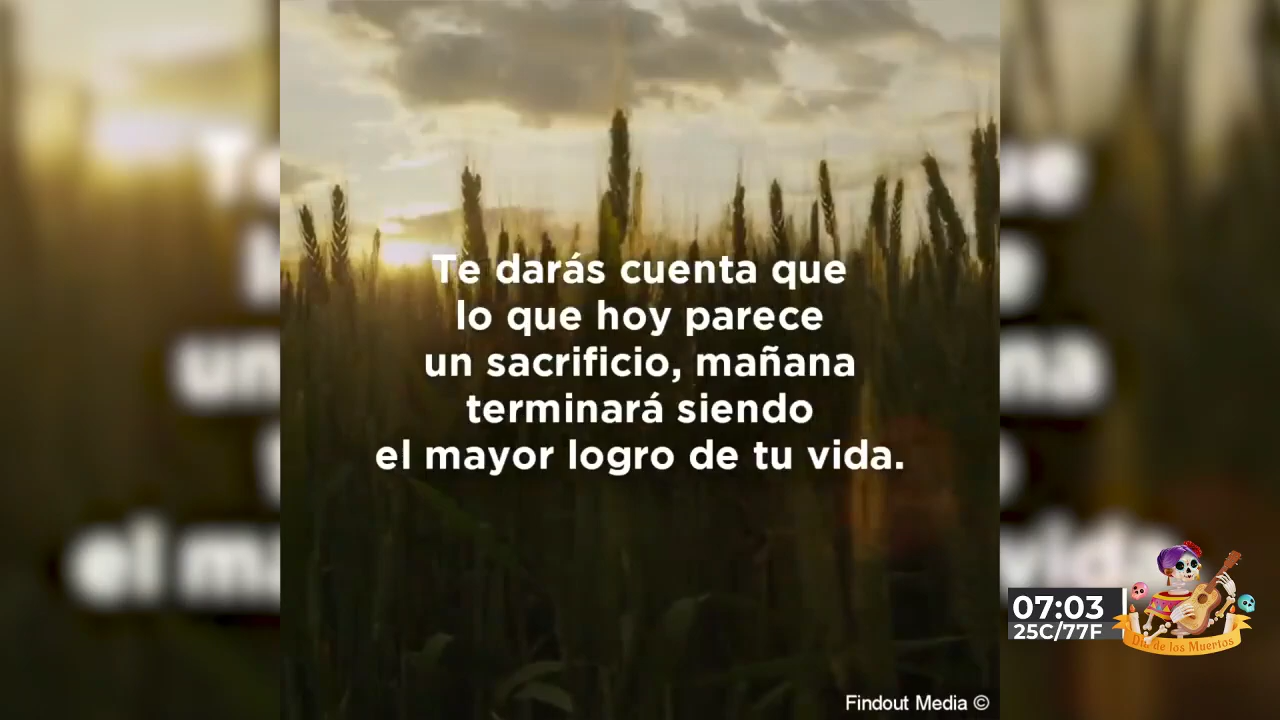 Te darás cuenta que
lo que hoy parece
un sacrificio, mañana
terminará siendo
el mayor logro de tu vida.
07:03
25C/77F
Día de los Muertos
Findout Media ©